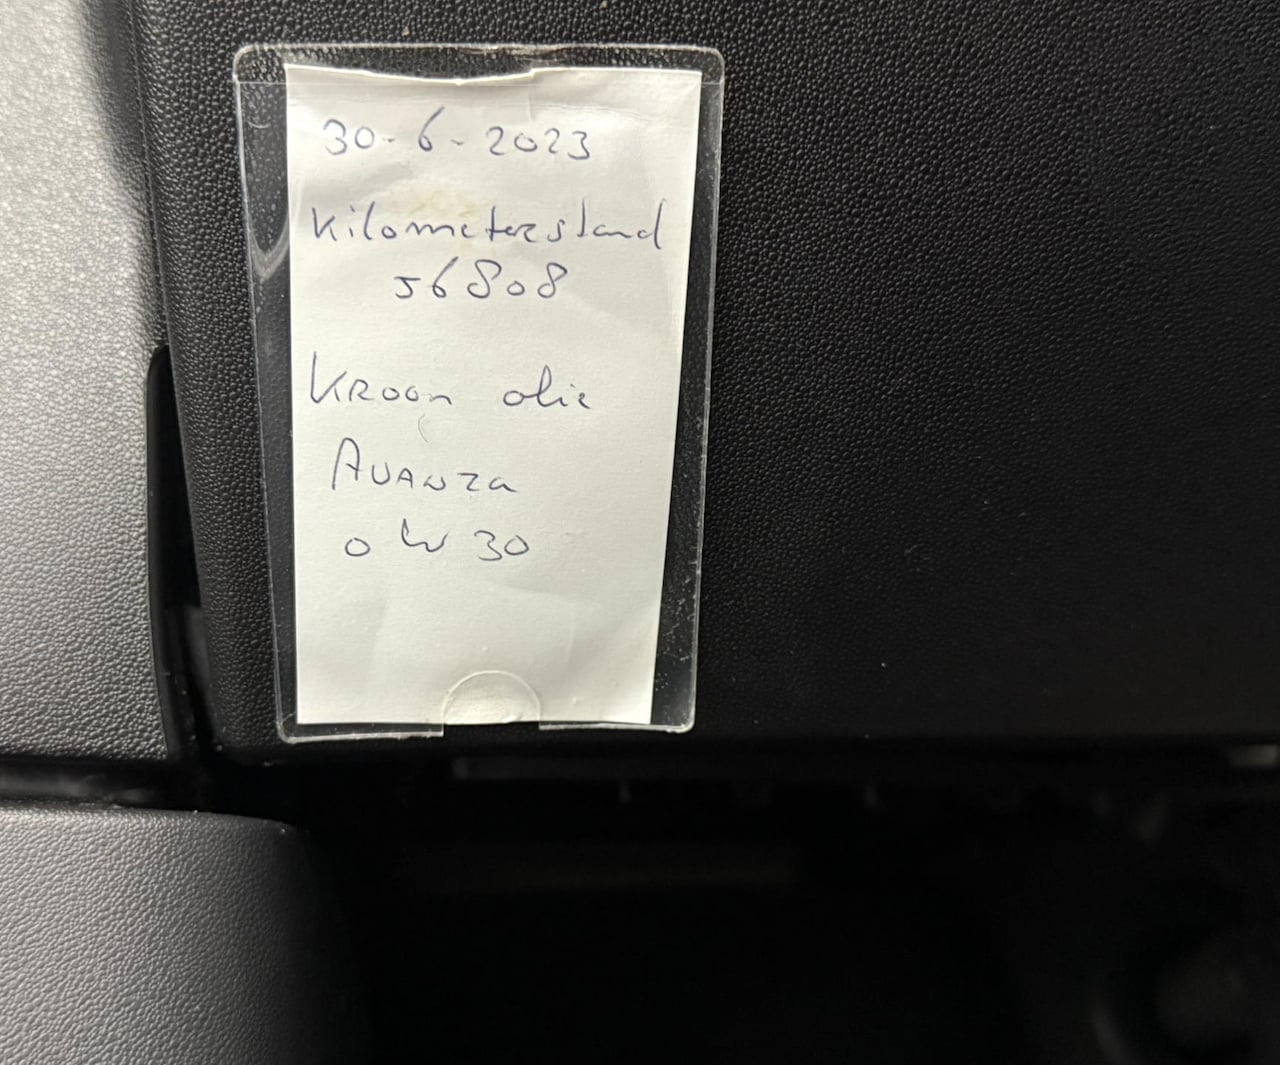 30-6-2023
Kilometerstand
56808
Kroon olie
Avanza
0W30